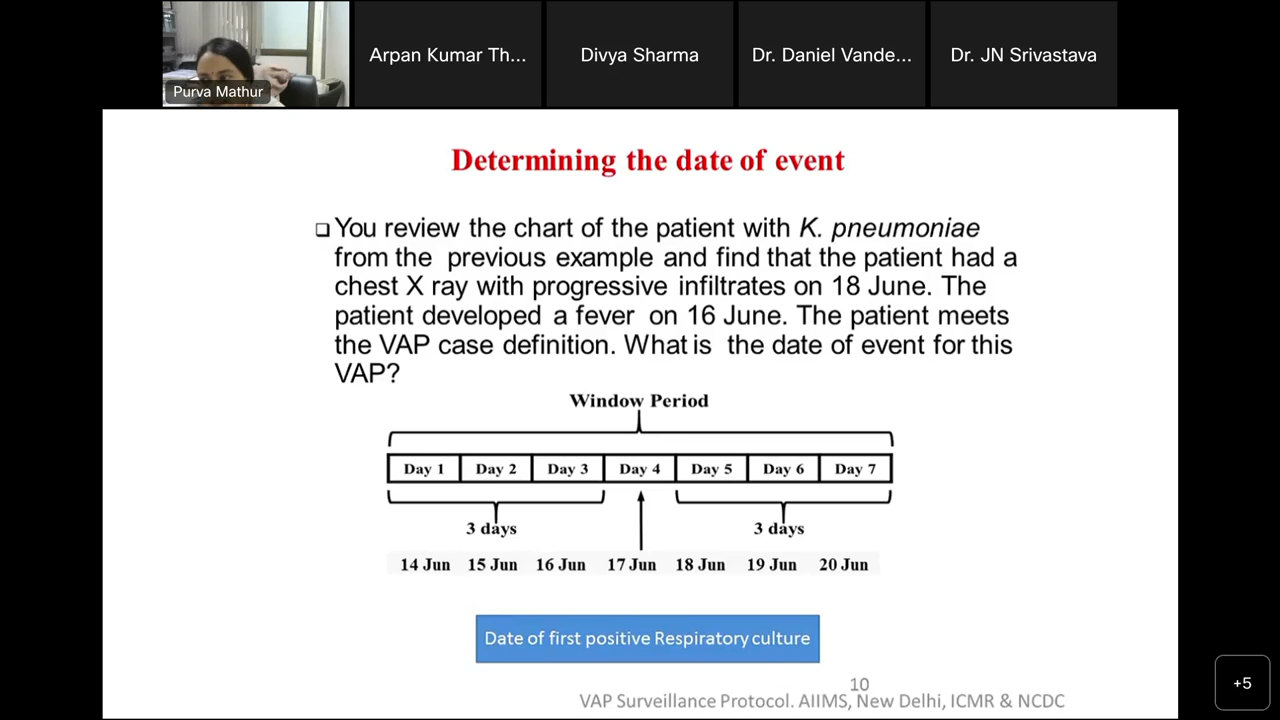 Purva Mathur
Arpan Kumar Th...
Divya Sharma
Dr. Daniel Vande...
Dr. JN Srivastava
Determining the date of event
You review the chart of the patient with K. pneumoniae
from the previous example and find that the patient had a
chest X ray with progressive infiltrates on 18 June. The
patient developed a fever on 16 June. The patient meets
the VAP case definition. What is the date of event for this
VAP?
Window Period
Day 1 Day 2 Day 3 Day 4 Day 5 Day 6 Day 7
3 days 3 days
14 Jun 15 Jun 16 Jun 17 Jun 18 Jun 19 Jun 20 Jun
Date of first positive Respiratory culture
10
VAP Surveillance Protocol. AIIMS, New Delhi, ICMR & NCDC
+5